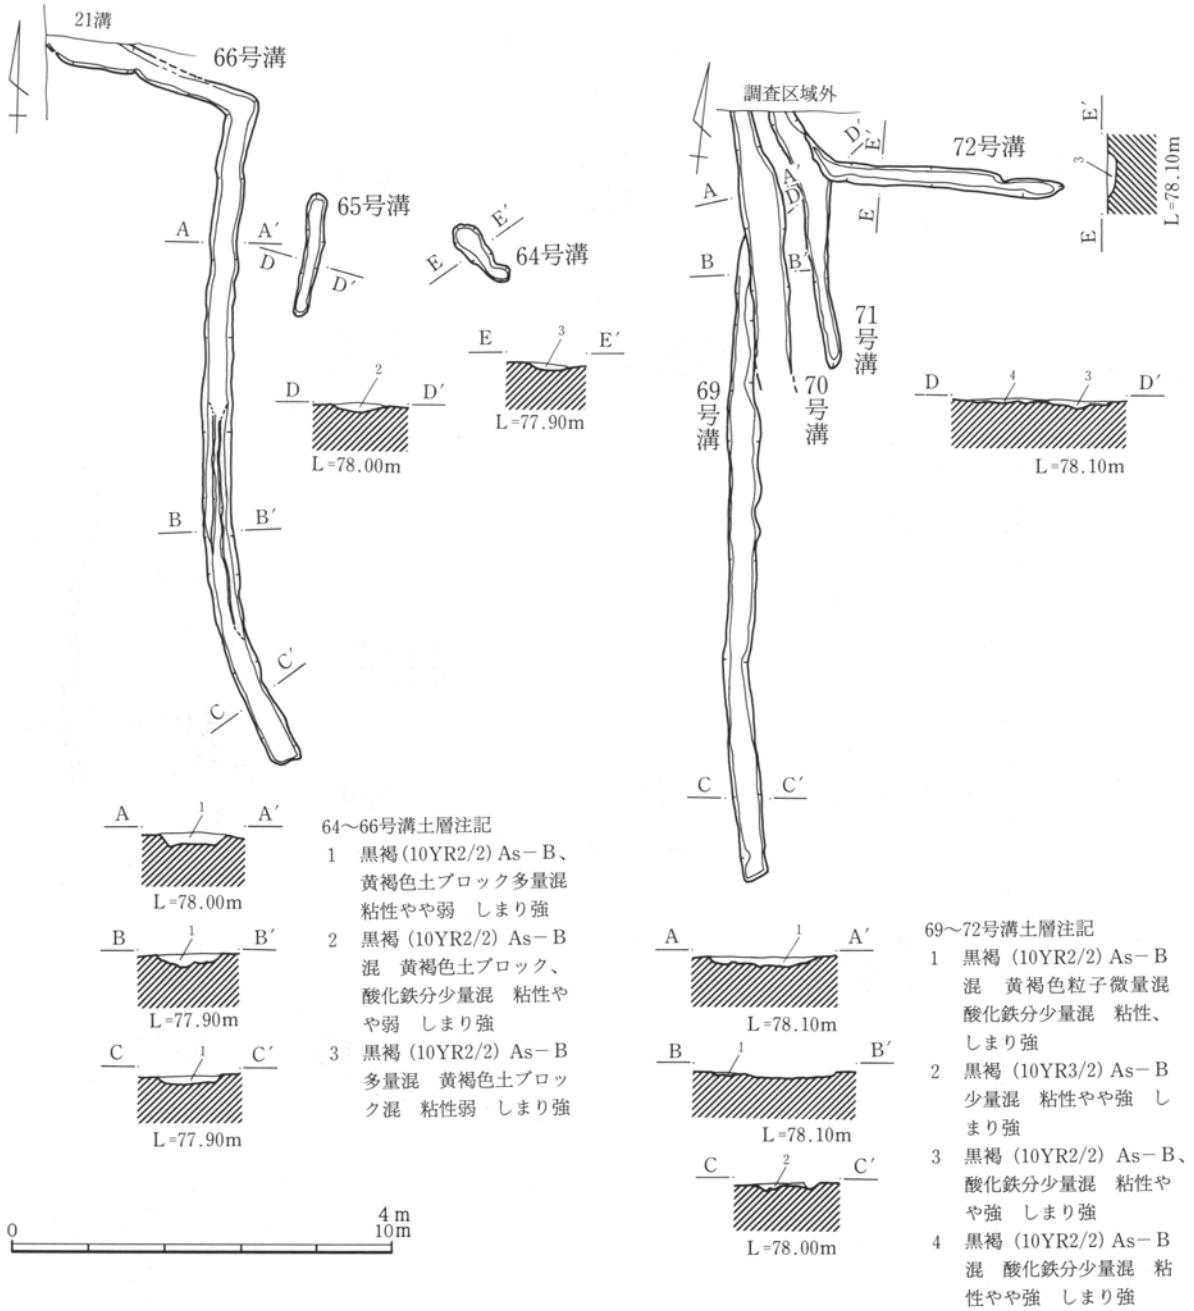 21溝
66号溝
65号溝
64号溝
A A′
D D′
E E′
B B′
C C′
E E′
3
L=77.90m
D D′
2
L=78.00m
A A′
1
L=78.00m
B B′
1
L=77.90m
C C′
1
L=77.90m
64～66号溝土層注記
1 黒褐(10YR2/2) As－B、
黄褐色土ブロック多量混
粘性やや弱 しまり強
2 黒褐(10YR2/2) As－B
混 黄褐色土ブロック、
酸化鉄分少量混 粘性や
や弱 しまり強
3 黒褐(10YR2/2) As－B
多量混 黄褐色土ブロッ
ク混 粘性弱 しまり強
0 4m
10m
調査区域外
72号溝
71号溝
70号溝
69号溝
A A′
D D′
E E′
B B′
C C′
E E′
3
L=78.10m
D D′
4 3
L=78.10m
A A′
1
L=78.10m
B B′
1
L=78.10m
C C′
2
L=78.00m
69～72号溝土層注記
1 黒褐 (10YR2/2) As－B
混 黄褐色粒子微量混
酸化鉄分少量混 粘性、
しまり強
2 黒褐 (10YR3/2) As－B
少量混 粘性やや強 し
まり強
3 黒褐 (10YR2/2) As－B、
酸化鉄分少量混 粘性や
や強 しまり強
4 黒褐 (10YR2/2) As－B
混 酸化鉄分少量混 粘
性やや強 しまり強